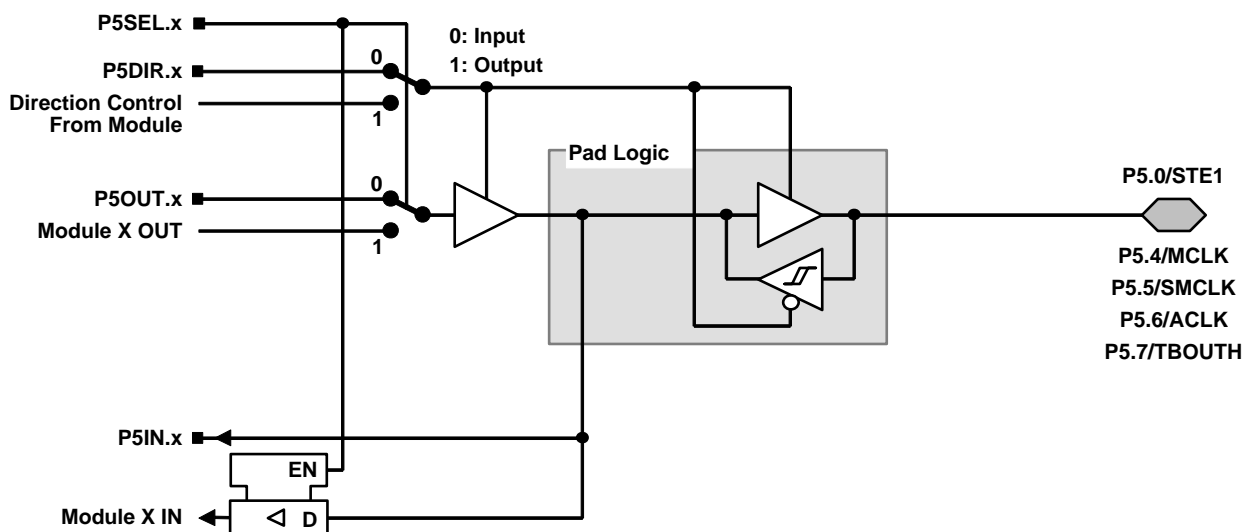 P5SEL.x
0: Input
1: Output
P5DIR.x
0
Direction Control
From Module
1
Pad Logic
P5OUT.x
0
Module X OUT
1
P5.0/STE1
P5.4/MCLK
P5.5/SMCLK
P5.6/ACLK
P5.7/TBOUTH
P5IN.x
EN
Module X IN
D